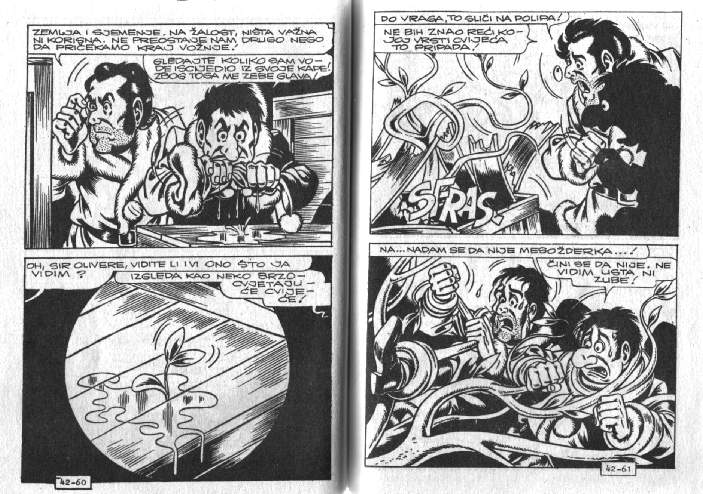 ZEMLJA I SJEMENJE. NA ŽALOST, NIŠTA VAŽNA
NI KORISNA. NE PREOSTAJE NAM DRUGO NEGO
DA PRIČEKAMO KRAJ VOŽNJE!
GLEDAJTE KOLIKO SAM VO-
DE ISCIJEDIO IZ SVOJE KAPE!
ZBOG TOGA ME ZEBE GLAVA!
OH, SIR OLIVERE, VIDITE LI I VI ONO ŠTO JA
VIDIM?
IZGLEDA KAO NEKO BRZO-
CVJETAJU-
ĆE CVIJE-
ĆE!
42-60
DO VRAGA, TO SLIČI NA POLIPA!
NE BIH ZNAO REĆI KO-
JOJ VRSTI CVIJEĆA
TO PRIPADA!
SFRAS
NA...NADAM SE DA NIJE MESOŽDERKA...!
ČINI SE DA NIJE. NE
VIDIM USTA NI
ZUBE!
42-61